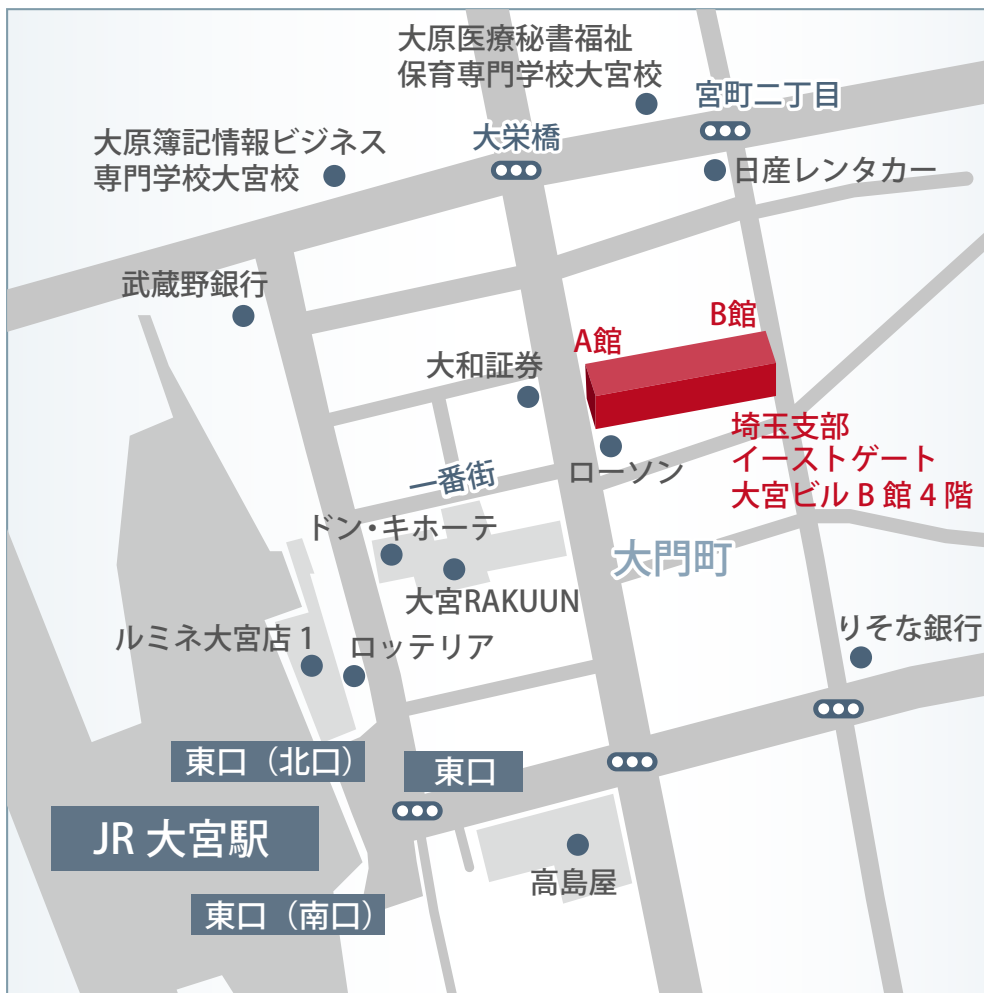 大原医療秘書福祉
保育専門学校大宮校
宮町二丁目
大栄橋
大原簿記情報ビジネス
専門学校大宮校
日産レンタカー
武蔵野銀行
B館
A館
大和証券
埼玉支部
イーストゲート
大宮ビル B 館 4 階
ローソン
一番街
ドン・キホーテ
大門町
大宮RAKUUN
りそな銀行
ルミネ大宮店 1
ロッテリア
東口（北口）
東口
JR 大宮駅
高島屋
東口（南口）